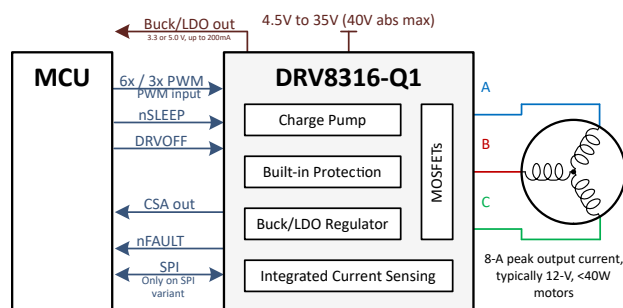 Buck/LDO out
3.3 or 5.0 V, up to 200mA
4.5V to 35V (40V abs max)
MCU
DRV8316-Q1
6x / 3x PWM
PWM input
nSLEEP
DRVOFF
CSA out
nFAULT
SPI
Only on SPI
variant
Charge Pump
Built-in Protection
Buck/LDO Regulator
Integrated Current Sensing
MOSFETs
A
B
C
8-A peak output current,
typically 12-V, <40W
motors